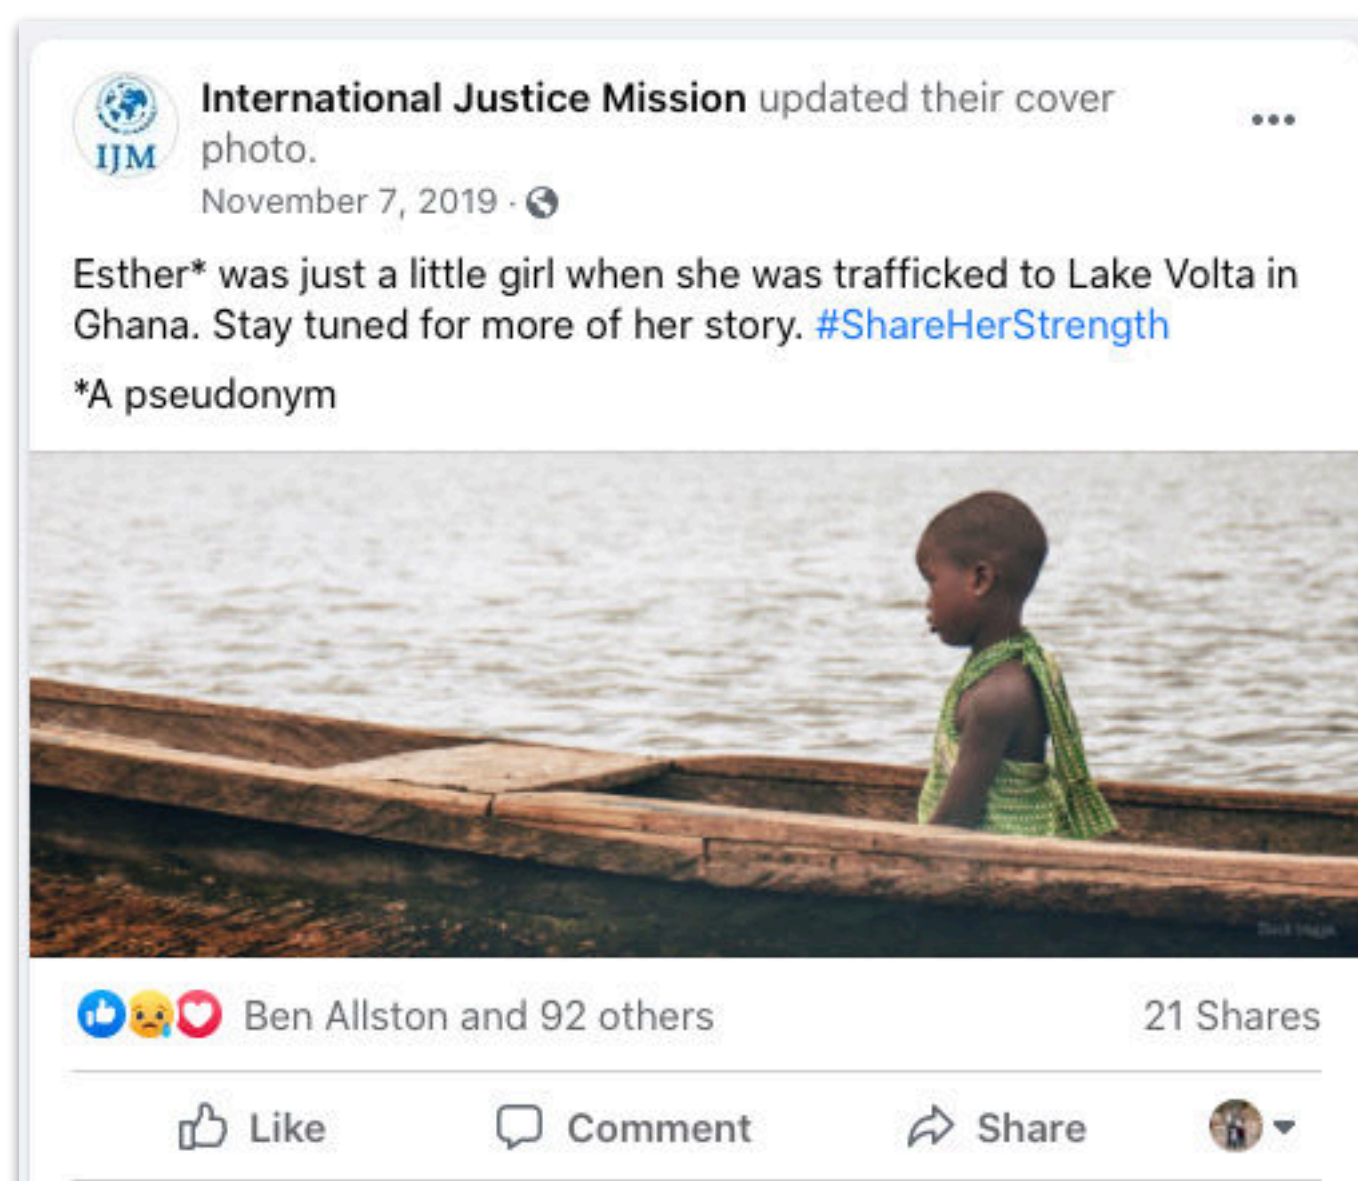 International Justice Mission updated their cover
photo.
IJM
November 7, 2019 ·
Esther* was just a little girl when she was trafficked to Lake Volta in
Ghana. Stay tuned for more of her story. #ShareHerStrength
*A pseudonym
Ben Allston and 92 others
21 Shares
Like
Comment
Share